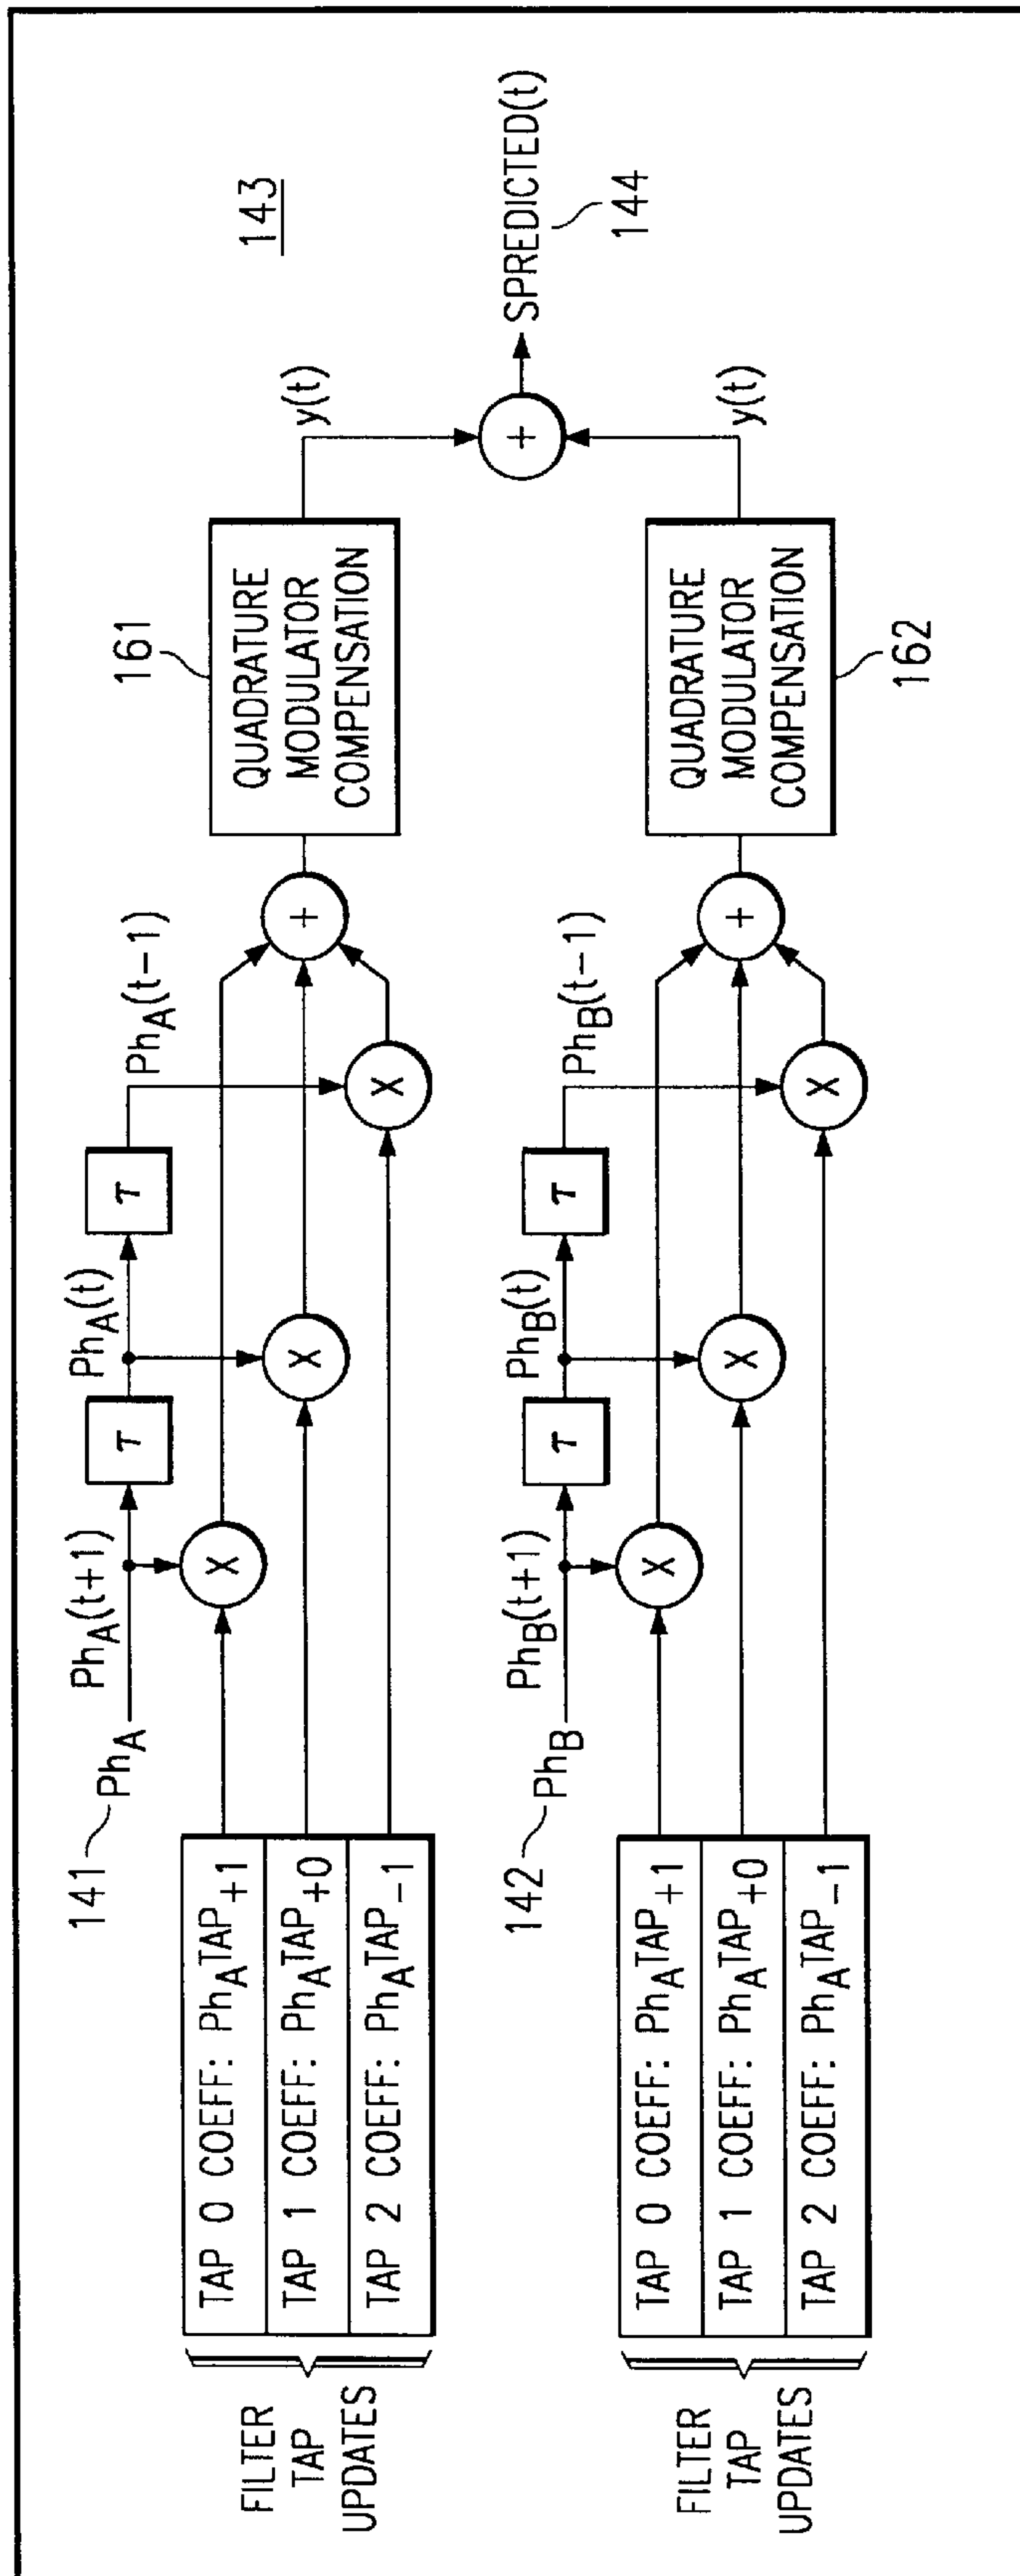 143
141
PhA
PhA(t+1)
τ
PhA(t)
τ
PhA(t-1)
FILTER
TAP
UPDATES
TAP 0 COEFF: PhATAP+1
TAP 1 COEFF: PhATAP+0
TAP 2 COEFF: PhATAP-1
X
X
X
+
161
QUADRATURE
MODULATOR
COMPENSATION
y(t)
+
SPREDICTED(t)
144
142
PhB
PhB(t+1)
τ
PhB(t)
τ
PhB(t-1)
FILTER
TAP
UPDATES
TAP 0 COEFF: PhATAP+1
TAP 1 COEFF: PhATAP+0
TAP 2 COEFF: PhATAP-1
X
X
X
+
QUADRATURE
MODULATOR
COMPENSATION
162
y(t)